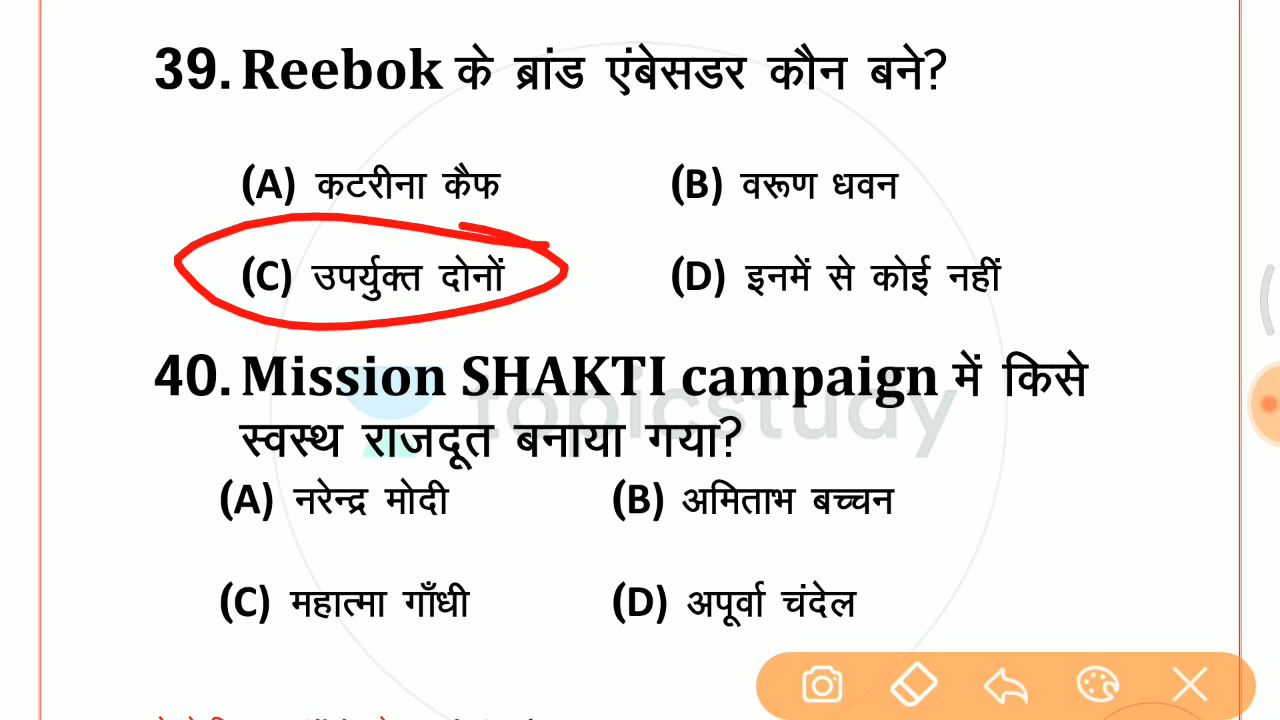 39. Reebok के ब्रांड एंबेसडर कौन बने?
(A) कटरीना कैफ (B) वरूण धवन
(C) उपर्युक्त दोनों (D) इनमें से कोई नहीं
40. Mission SHAKTI campaign में किसे
स्वस्थ राजदूत बनाया गया?
topicstudy
(A) नरेन्द्र मोदी (B) अमिताभ बच्चन
(C) महात्मा गाँधी (D) अपूर्वा चंदेल